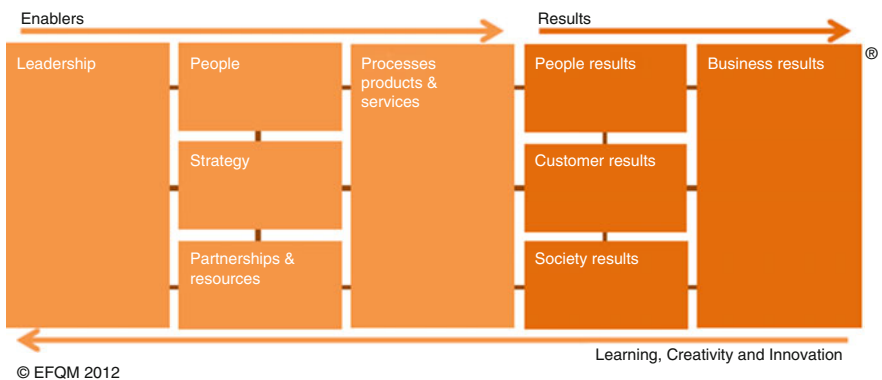 Enablers
Results
Leadership
People
Processes
products &
services
People results
Business results
®
Strategy
Customer results
Partnerships &
resources
Society results
Learning, Creativity and Innovation
© EFQM 2012